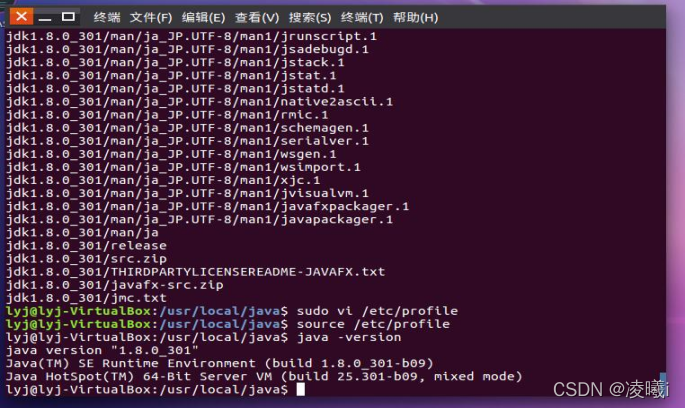 终端 文件(F) 编辑(E) 查看(V) 搜索(S) 终端(T) 帮助(H)
jdk1.8.0_301/man/ja_JP.UTF-8/man1/jrunscript.1
jdk1.8.0_301/man/ja_JP.UTF-8/man1/jsadebugd.1
jdk1.8.0_301/man/ja_JP.UTF-8/man1/jstack.1
jdk1.8.0_301/man/ja_JP.UTF-8/man1/jstat.1
jdk1.8.0_301/man/ja_JP.UTF-8/man1/jstatd.1
jdk1.8.0_301/man/ja_JP.UTF-8/man1/native2ascii.1
jdk1.8.0_301/man/ja_JP.UTF-8/man1/rmic.1
jdk1.8.0_301/man/ja_JP.UTF-8/man1/schemagen.1
jdk1.8.0_301/man/ja_JP.UTF-8/man1/serialver.1
jdk1.8.0_301/man/ja_JP.UTF-8/man1/wsgen.1
jdk1.8.0_301/man/ja_JP.UTF-8/man1/wsimport.1
jdk1.8.0_301/man/ja_JP.UTF-8/man1/xjc.1
jdk1.8.0_301/man/ja_JP.UTF-8/man1/jvisualvm.1
jdk1.8.0_301/man/ja_JP.UTF-8/man1/javafxpackager.1
jdk1.8.0_301/man/ja_JP.UTF-8/man1/javapackager.1
jdk1.8.0_301/man/ja
jdk1.8.0_301/release
jdk1.8.0_301/src.zip
jdk1.8.0_301/THIRDPARTYLICENSEREADME-JAVAFX.txt
jdk1.8.0_301/javafx-src.zip
jdk1.8.0_301/jmc.txt
lyj@lyj-VirtualBox:/usr/local/java$ sudo vi /etc/profile
lyj@lyj-VirtualBox:/usr/local/java$ source /etc/profile
lyj@lyj-VirtualBox:/usr/local/java$ java -version
java version "1.8.0_301"
Java(TM) SE Runtime Environment (build 1.8.0_301-b09)
Java HotSpot(TM) 64-Bit Server VM (build 25.301-b09, mixed mode)
lyj@lyj-VirtualBox:/usr/local/java$
CSDN @凌曦i